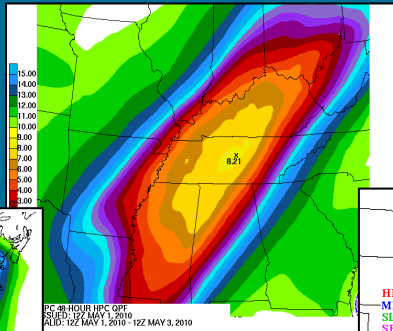 15.00
14.00
13.00
12.00
11.00
10.00
9.00
8.00
7.00
6.00
5.00
4.00
3.00
X
8.21
PC 48-HOUR HPC QPF
SSUED: 12Z MAY 1, 2010
ALID: 12Z MAY 1, 2010 - 12Z MAY 3, 2010
HI
M
SL